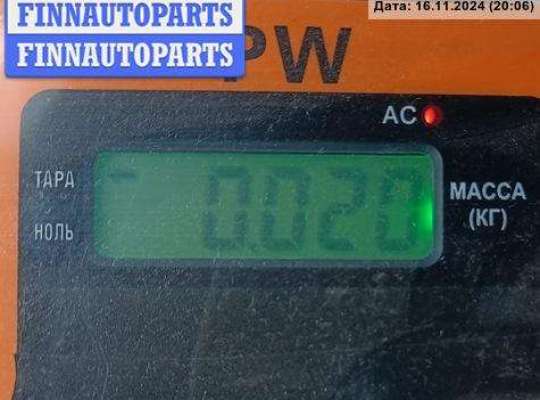 FINNAUTOPARTS
FINNAUTOPARTS
Дата: 16.11.2024 (20:06)
PW
AC
ТАРА
НОЛЬ
0.020
МАССА
(КГ)